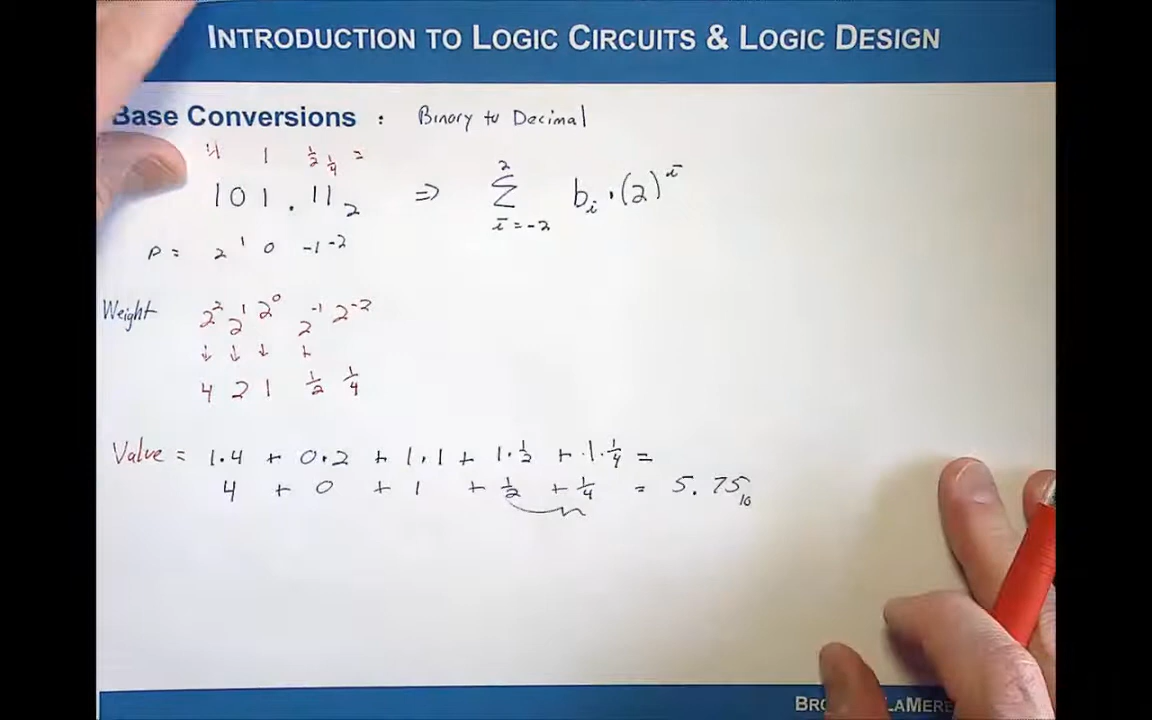 INTRODUCTION TO LOGIC CIRCUITS & LOGIC DESIGN
Base Conversions : Binary to Decimal
4 1 ½ ¼ =
101.11₂ ⇒ ∑ i=-2 2 bᵢ · (2)ⁱ
P = 2 1 0 -1 -2
Weight 2² 2¹ 2⁰ 2⁻¹ 2⁻²
↓ ↓ ↓ ↓
4 2 1 ½ ¼
Value = 1·4 + 0·2 + 1·1 + 1·½ + 1·¼ =
4 + 0 + 1 + ½ + ¼ = 5.75₁₀